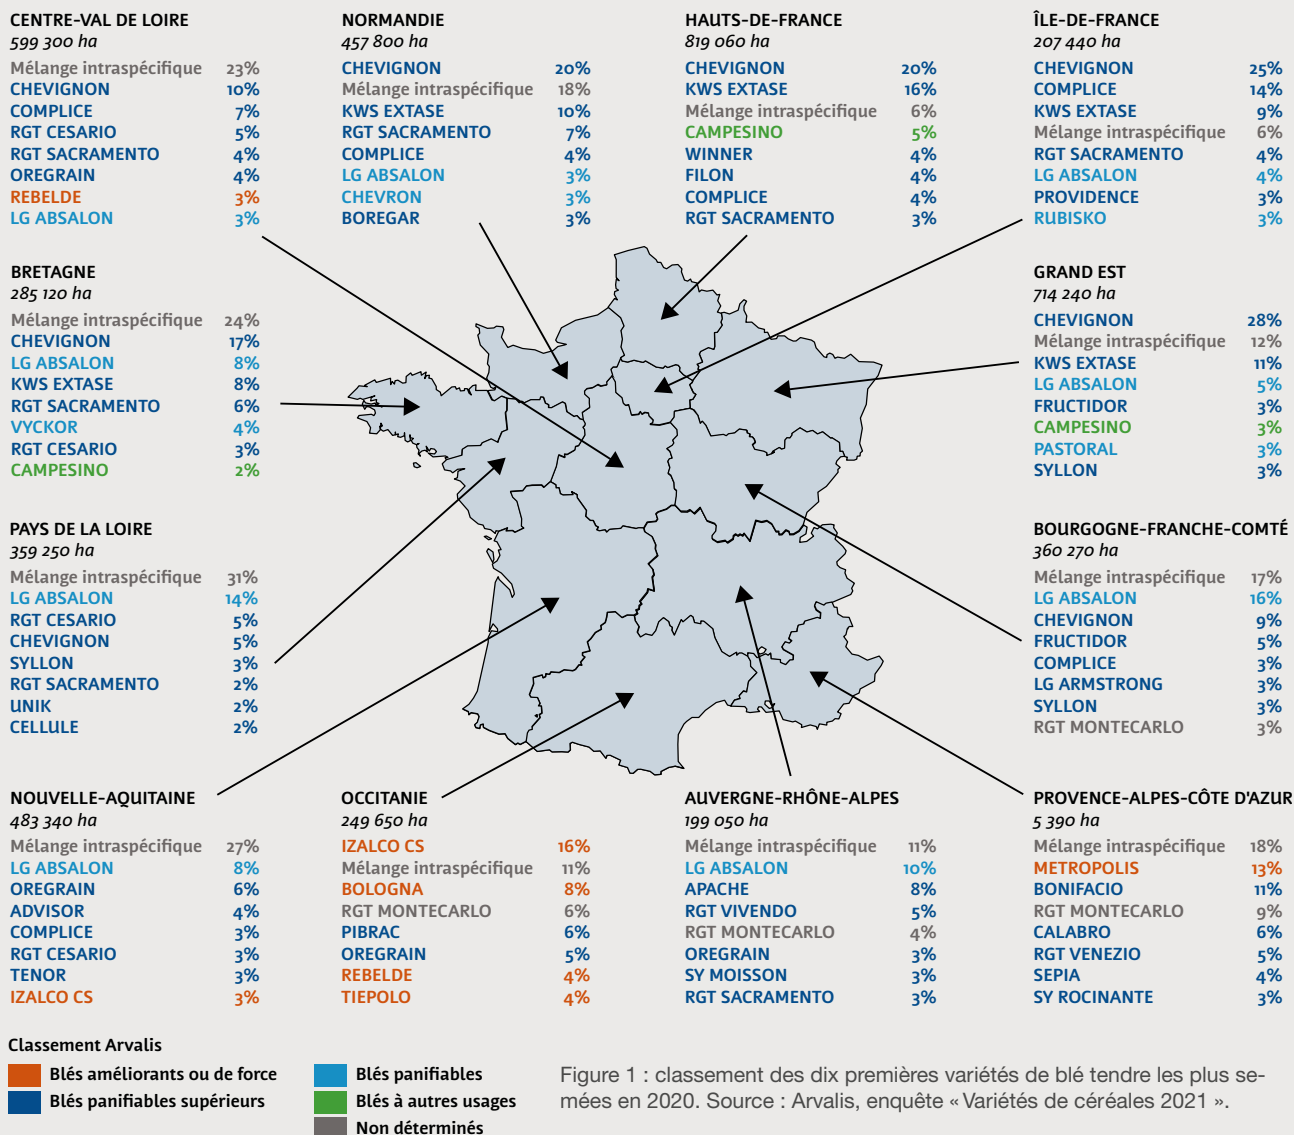 CENTRE-VAL DE LOIRE
599 300 ha
Mélange intraspécifique 23%
CHEVIGNON 10%
COMPLICE 7%
RGT CESARIO 5%
RGT SACRAMENTO 4%
OREGRAIN 4%
REBELDE 3%
LG ABSALON 3%
NORMANDIE
457 800 ha
CHEVIGNON 20%
Mélange intraspécifique 18%
KWS EXTASE 10%
RGT SACRAMENTO 7%
COMPLICE 4%
LG ABSALON 3%
CHEVRON 3%
BOREGAR 3%
HAUTS-DE-FRANCE
819 060 ha
CHEVIGNON 20%
KWS EXTASE 16%
Mélange intraspécifique 6%
CAMPESINO 5%
WINNER 4%
FILON 4%
COMPLICE 4%
RGT SACRAMENTO 3%
ÎLE-DE-FRANCE
207 440 ha
CHEVIGNON 25%
COMPLICE 14%
KWS EXTASE 9%
Mélange intraspécifique 6%
RGT SACRAMENTO 4%
LG ABSALON 4%
PROVIDENCE 3%
RUBISKO 3%
BRETAGNE
285 120 ha
Mélange intraspécifique 24%
CHEVIGNON 17%
LG ABSALON 8%
KWS EXTASE 8%
RGT SACRAMENTO 6%
VYCKOR 4%
RGT CESARIO 3%
CAMPESINO 2%
GRAND EST
714 240 ha
CHEVIGNON 28%
Mélange intraspécifique 12%
KWS EXTASE 11%
LG ABSALON 5%
FRUCTIDOR 3%
CAMPESINO 3%
PASTORAL 3%
SYLLON 3%
PAYS DE LA LOIRE
359 250 ha
Mélange intraspécifique 31%
LG ABSALON 14%
RGT CESARIO 5%
CHEVIGNON 5%
SYLLON 3%
RGT SACRAMENTO 2%
UNIK 2%
CELLULE 2%
BOURGOGNE-FRANCHE-COMTÉ
360 270 ha
Mélange intraspécifique 17%
LG ABSALON 16%
CHEVIGNON 9%
FRUCTIDOR 5%
COMPLICE 3%
LG ARMSTRONG 3%
SYLLON 3%
RGT MONTECARLO 3%
NOUVELLE-AQUITAINE
483 340 ha
Mélange intraspécifique 27%
LG ABSALON 8%
OREGRAIN 6%
ADVISOR 4%
COMPLICE 3%
RGT CESARIO 3%
TENOR 3%
IZALCO CS 3%
OCCITANIE
249 650 ha
IZALCO CS 16%
Mélange intraspécifique 11%
BOLOGNA 8%
RGT MONTECARLO 6%
PIBRAC 6%
OREGRAIN 5%
REBELDE 4%
TIEPOLO 4%
AUVERGNE-RHÔNE-ALPES
199 050 ha
Mélange intraspécifique 11%
LG ABSALON 10%
APACHE 8%
RGT VIVENDO 5%
RGT MONTECARLO 4%
OREGRAIN 3%
SY MOISSON 3%
RGT SACRAMENTO 3%
PROVENCE-ALPES-CÔTE D'AZUR
5 390 ha
Mélange intraspécifique 18%
METROPOLIS 13%
BONIFACIO 11%
RGT MONTECARLO 9%
CALABRO 6%
RGT VENEZIO 5%
SEPIA 4%
SY ROCINANTE 3%
Classement Arvalis
Blés améliorants ou de force
Blés panifiables supérieurs
Blés panifiables
Blés à autres usages
Non déterminés
Figure 1 : classement des dix premières variétés de blé tendre les plus se-
mées en 2020. Source : Arvalis, enquête « Variétés de céréales 2021 ».